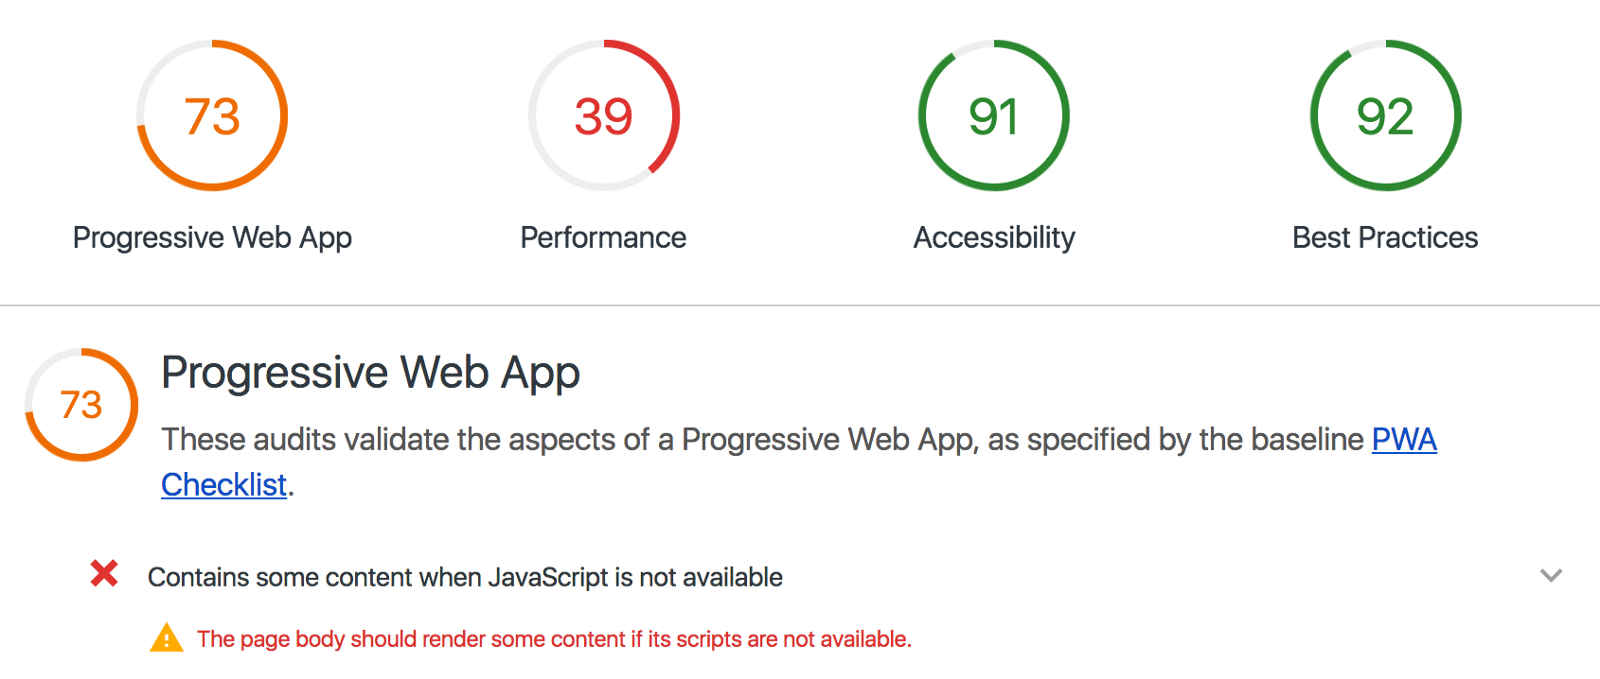 73
39
91
92
Progressive Web App
Performance
Accessibility
Best Practices
73
Progressive Web App
These audits validate the aspects of a Progressive Web App, as specified by the baseline PWA
Checklist.
Contains some content when JavaScript is not available
The page body should render some content if its scripts are not available.